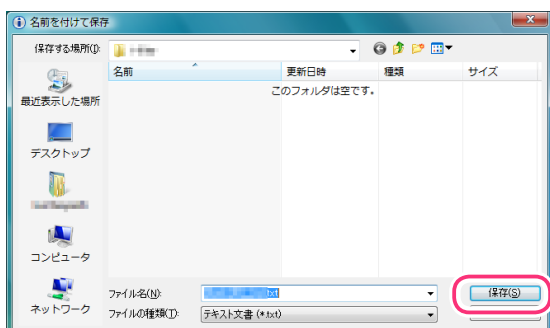 名前を付けて保存
保存する場所(I):
名前 更新日時 種類 サイズ
このフォルダは空です。
最近表示した場所
デスクトップ
コンピュータ
ネットワーク
ファイル名(N): .txt
保存(S)
ファイルの種類(T): テキスト文書 (*.txt)